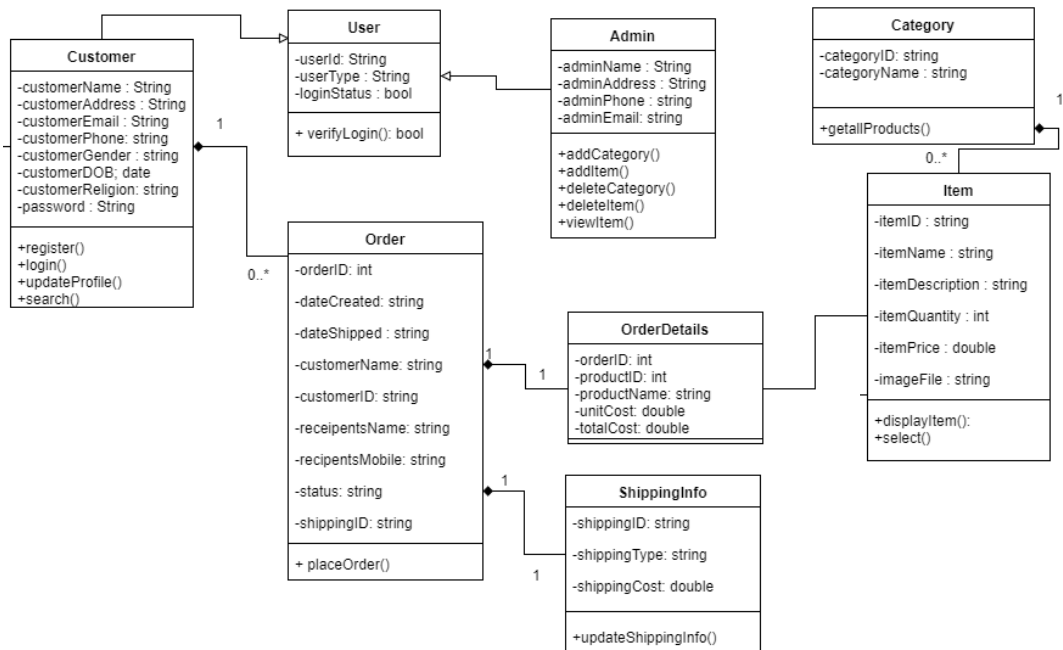 Customer
-customerName : String
-customerAddress : String
-customerEmail : String
-customerPhone: string
-customerGender : string
-customerDOB; date
-customerReligion: string
-password : String
+register()
+login()
+updateProfile()
+search()
1
0..*
User
-userId: String
-userType : String
-loginStatus : bool
+ verifyLogin(): bool
Admin
-adminName : String
-adminAddress : String
-adminPhone : string
-adminEmail: string
+addCategory()
+addItem()
+deleteCategory()
+deleteItem()
+viewItem()
Category
-categoryID: string
-categoryName : string
+getallProducts()
1
0..*
Item
-itemID : string
-itemName : string
-itemDescription : string
-itemQuantity : int
-itemPrice : double
-imageFile : string
+displayItem():
+select()
Order
-orderID: int
-dateCreated: string
-dateShipped : string
-customerName: string
-customerID: string
-receipentsName: string
-recipentsMobile: string
-status: string
-shippingID: string
+ placeOrder()
1
1
OrderDetails
-orderID: int
-productID: int
-productName: string
-unitCost: double
-totalCost: double
1
1
ShippingInfo
-shippingID: string
-shippingType: string
-shippingCost: double
+updateShippingInfo()